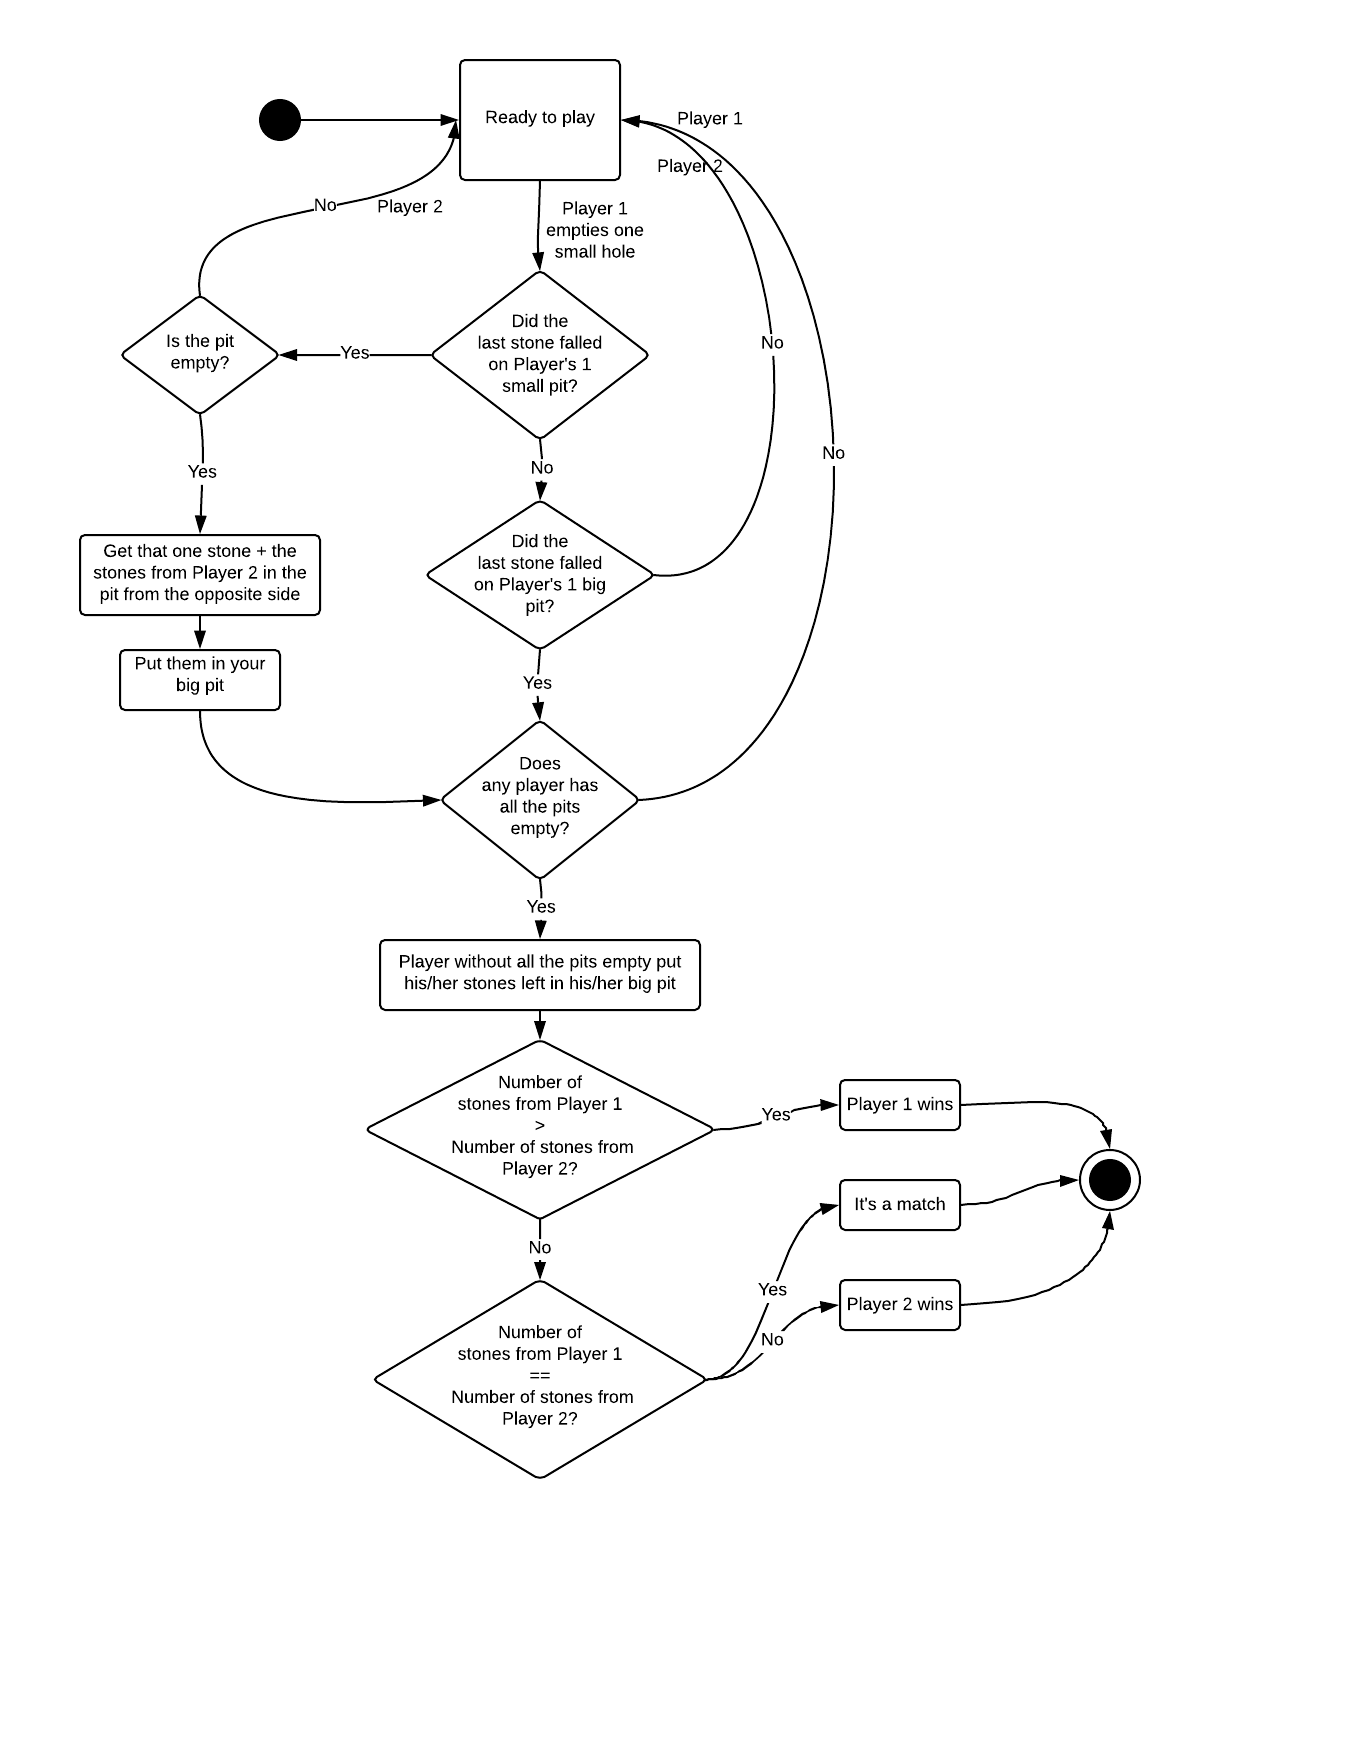 Ready to play
Player 1
Player 2
No
Player 2
Player 1
empties one
small hole
Is the pit
empty?
Yes
Did the
last stone falled
on Player's 1
small pit?
No
No
Yes
No
Get that one stone + the
stones from Player 2 in the
pit from the opposite side
Did the
last stone falled
on Player's 1 big
pit?
Put them in your
big pit
Yes
Does
any player has
all the pits
empty?
Yes
Player without all the pits empty put
his/her stones left in his/her big pit
Number of
stones from Player 1
>
Number of stones from
Player 2?
Yes
Player 1 wins
It's a match
No
Yes
Player 2 wins
No
Number of
stones from Player 1
==
Number of stones from
Player 2?